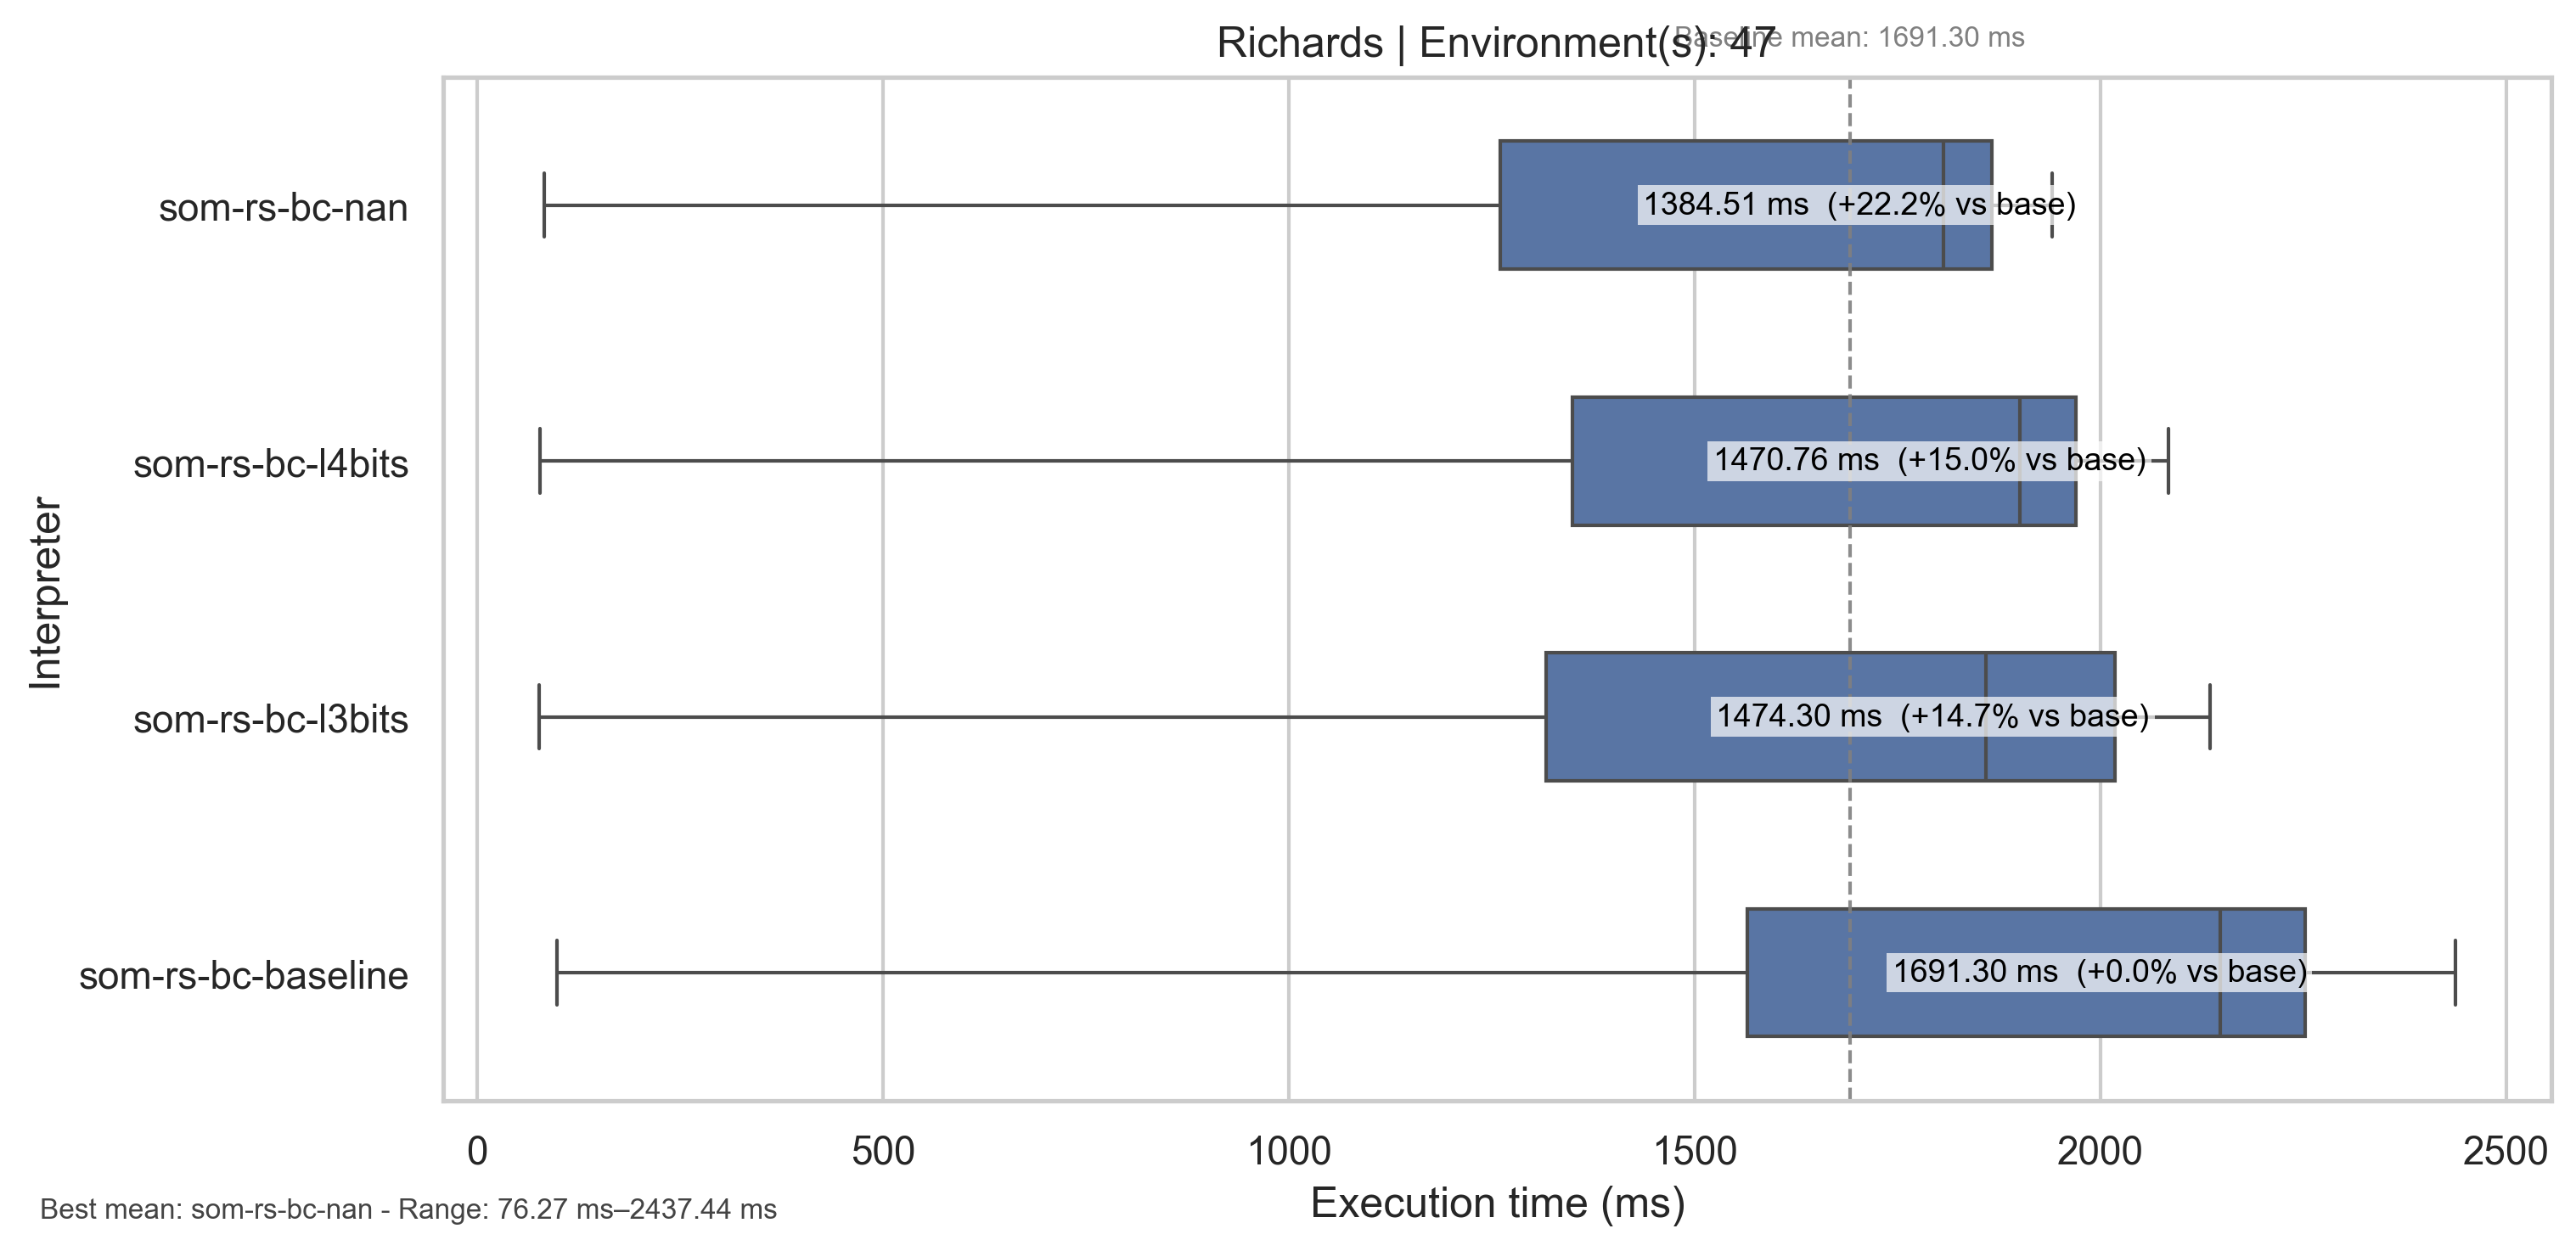 Richards | Environment(s): 47
Baseline mean: 1691.30 ms
Interpreter
som-rs-bc-nan
1384.51 ms (+22.2% vs base)
som-rs-bc-l4bits
1470.76 ms (+15.0% vs base)
som-rs-bc-l3bits
1474.30 ms (+14.7% vs base)
som-rs-bc-baseline
1691.30 ms (+0.0% vs base)
0 500 1000 1500 2000 2500
Execution time (ms)
Best mean: som-rs-bc-nan - Range: 76.27 ms–2437.44 ms